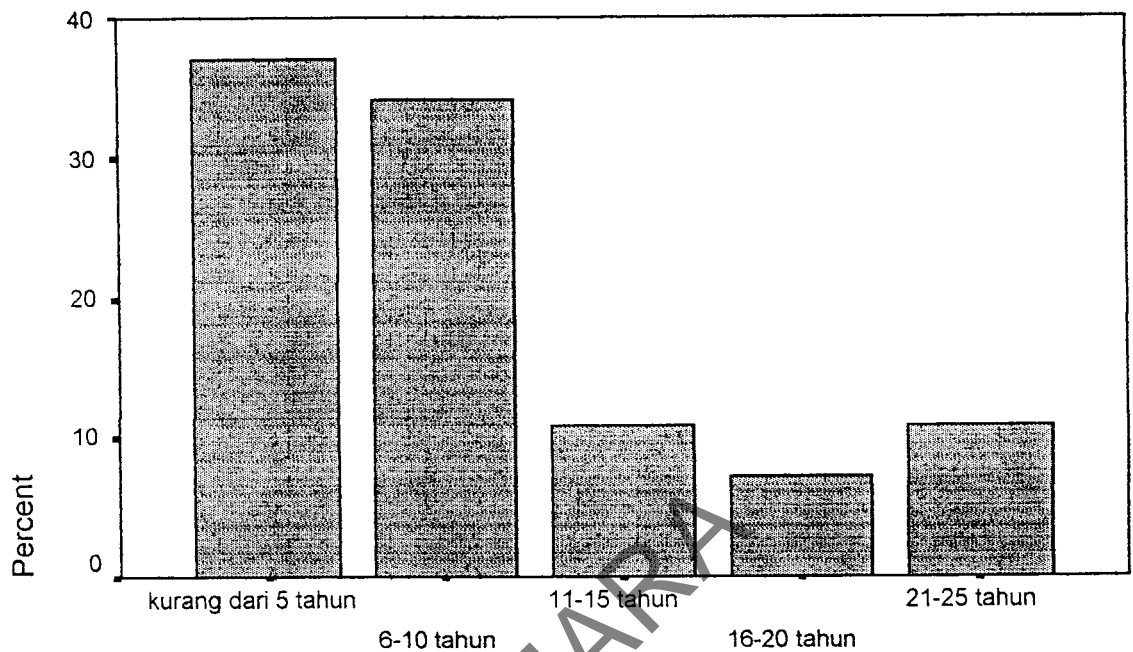 40
30
20
10
0
Percent
kurang dari 5 tahun
6-10 tahun
11-15 tahun
16-20 tahun
21-25 tahun